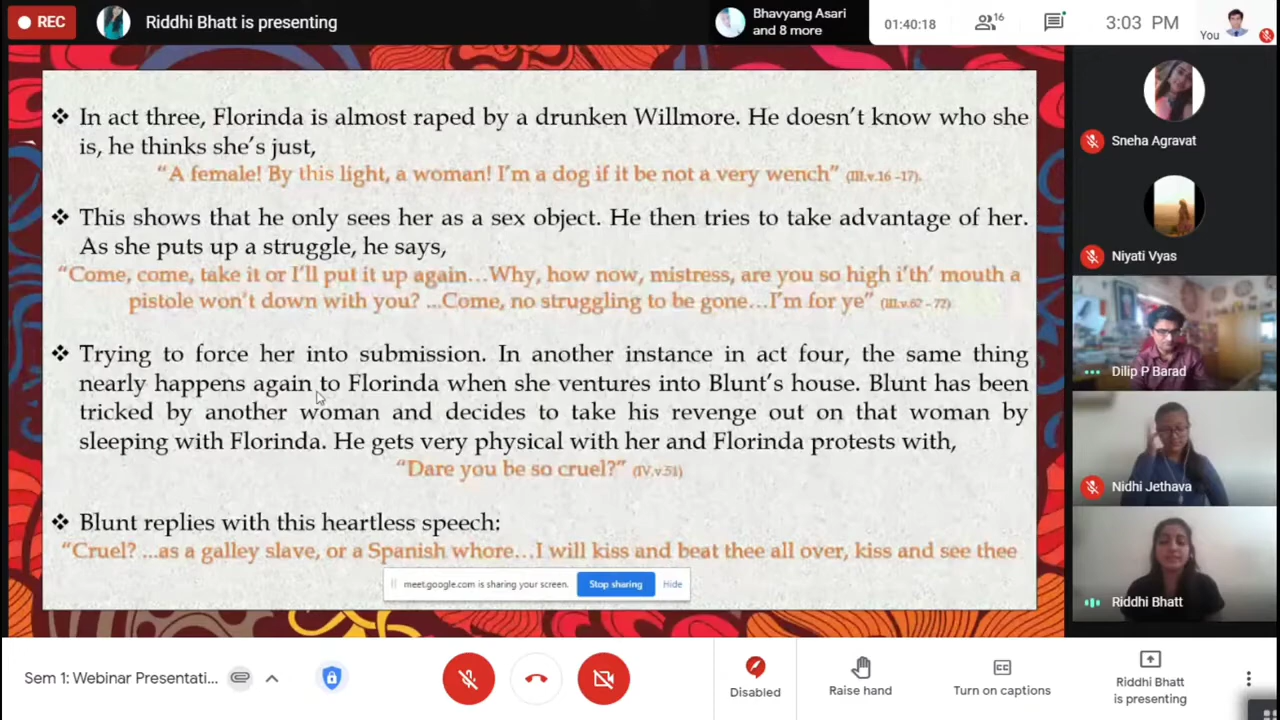 REC
Riddhi Bhatt is presenting
Bhavyang Asari
and 8 more
01:40:18
16
3:03 PM
You
❖ In act three, Florinda is almost raped by a drunken Willmore. He doesn't know who she
is, he thinks she's just,
"A female! By this light, a woman! I'm a dog if it be not a very wench" (III.v.16 -17).
❖ This shows that he only sees her as a sex object. He then tries to take advantage of her.
As she puts up a struggle, he says,
"Come, come, take it or I'll put it up again…Why, how now, mistress, are you so high i'th' mouth a
pistole won't down with you? …Come, no struggling to be gone…I'm for ye" (III.v.62 – 72)
❖ Trying to force her into submission. In another instance in act four, the same thing
nearly happens again to Florinda when she ventures into Blunt's house. Blunt has been
tricked by another woman and decides to take his revenge out on that woman by
sleeping with Florinda. He gets very physical with her and Florinda protests with,
"Dare you be so cruel?" (IV.v.51)
❖ Blunt replies with this heartless speech:
"Cruel? …as a galley slave, or a Spanish whore…I will kiss and beat thee all over, kiss and see thee
meet.google.com is sharing your screen.
Stop sharing
Hide
Sneha Agravat
Niyati Vyas
Dilip P Barad
Nidhi Jethava
Riddhi Bhatt
Sem 1: Webinar Presentati...
Disabled
Raise hand
Turn on captions
Riddhi Bhatt
is presenting